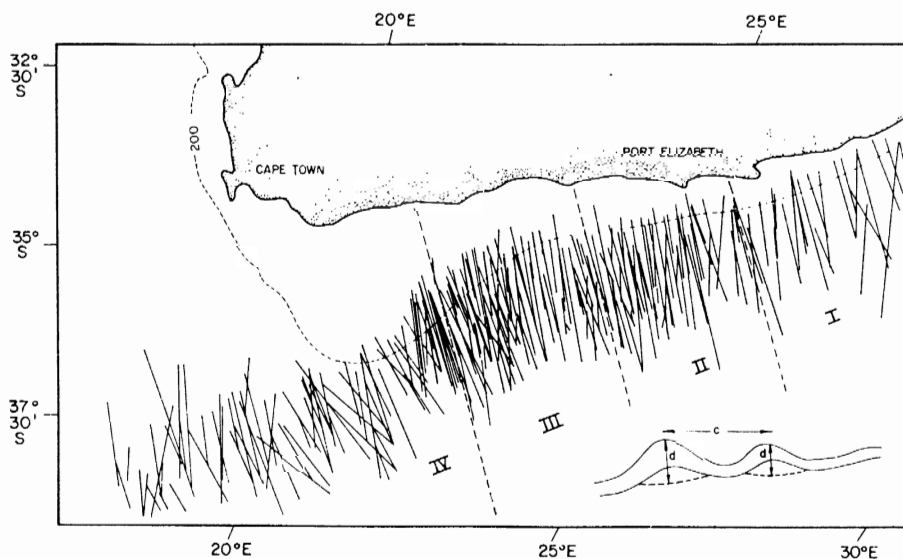 20°E
25°E
32°
30'
S
200
CAPE TOWN
PORT ELIZABETH
35°
S
I
II
III
IV
37°
30'
S
c
d
d
20°E
25°E
30°E